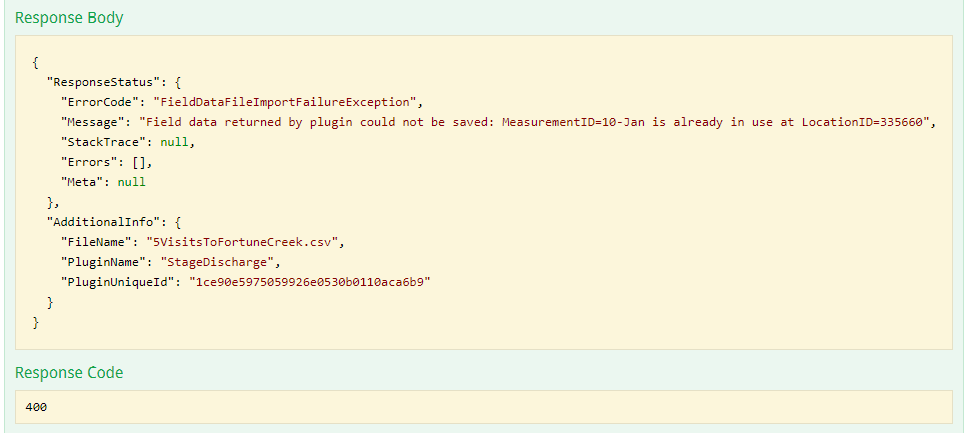 Response Body
{
"ResponseStatus": {
"ErrorCode": "FieldDataFileImportFailureException",
"Message": "Field data returned by plugin could not be saved: MeasurementID=10-Jan is already in use at LocationID=335660",
"StackTrace": null,
"Errors": [],
"Meta": null
},
"AdditionalInfo": {
"FileName": "5VisitsToFortuneCreek.csv",
"PluginName": "StageDischarge",
"PluginUniqueId": "1ce90e5975059926e0530b0110aca6b9"
}
}
Response Code
400